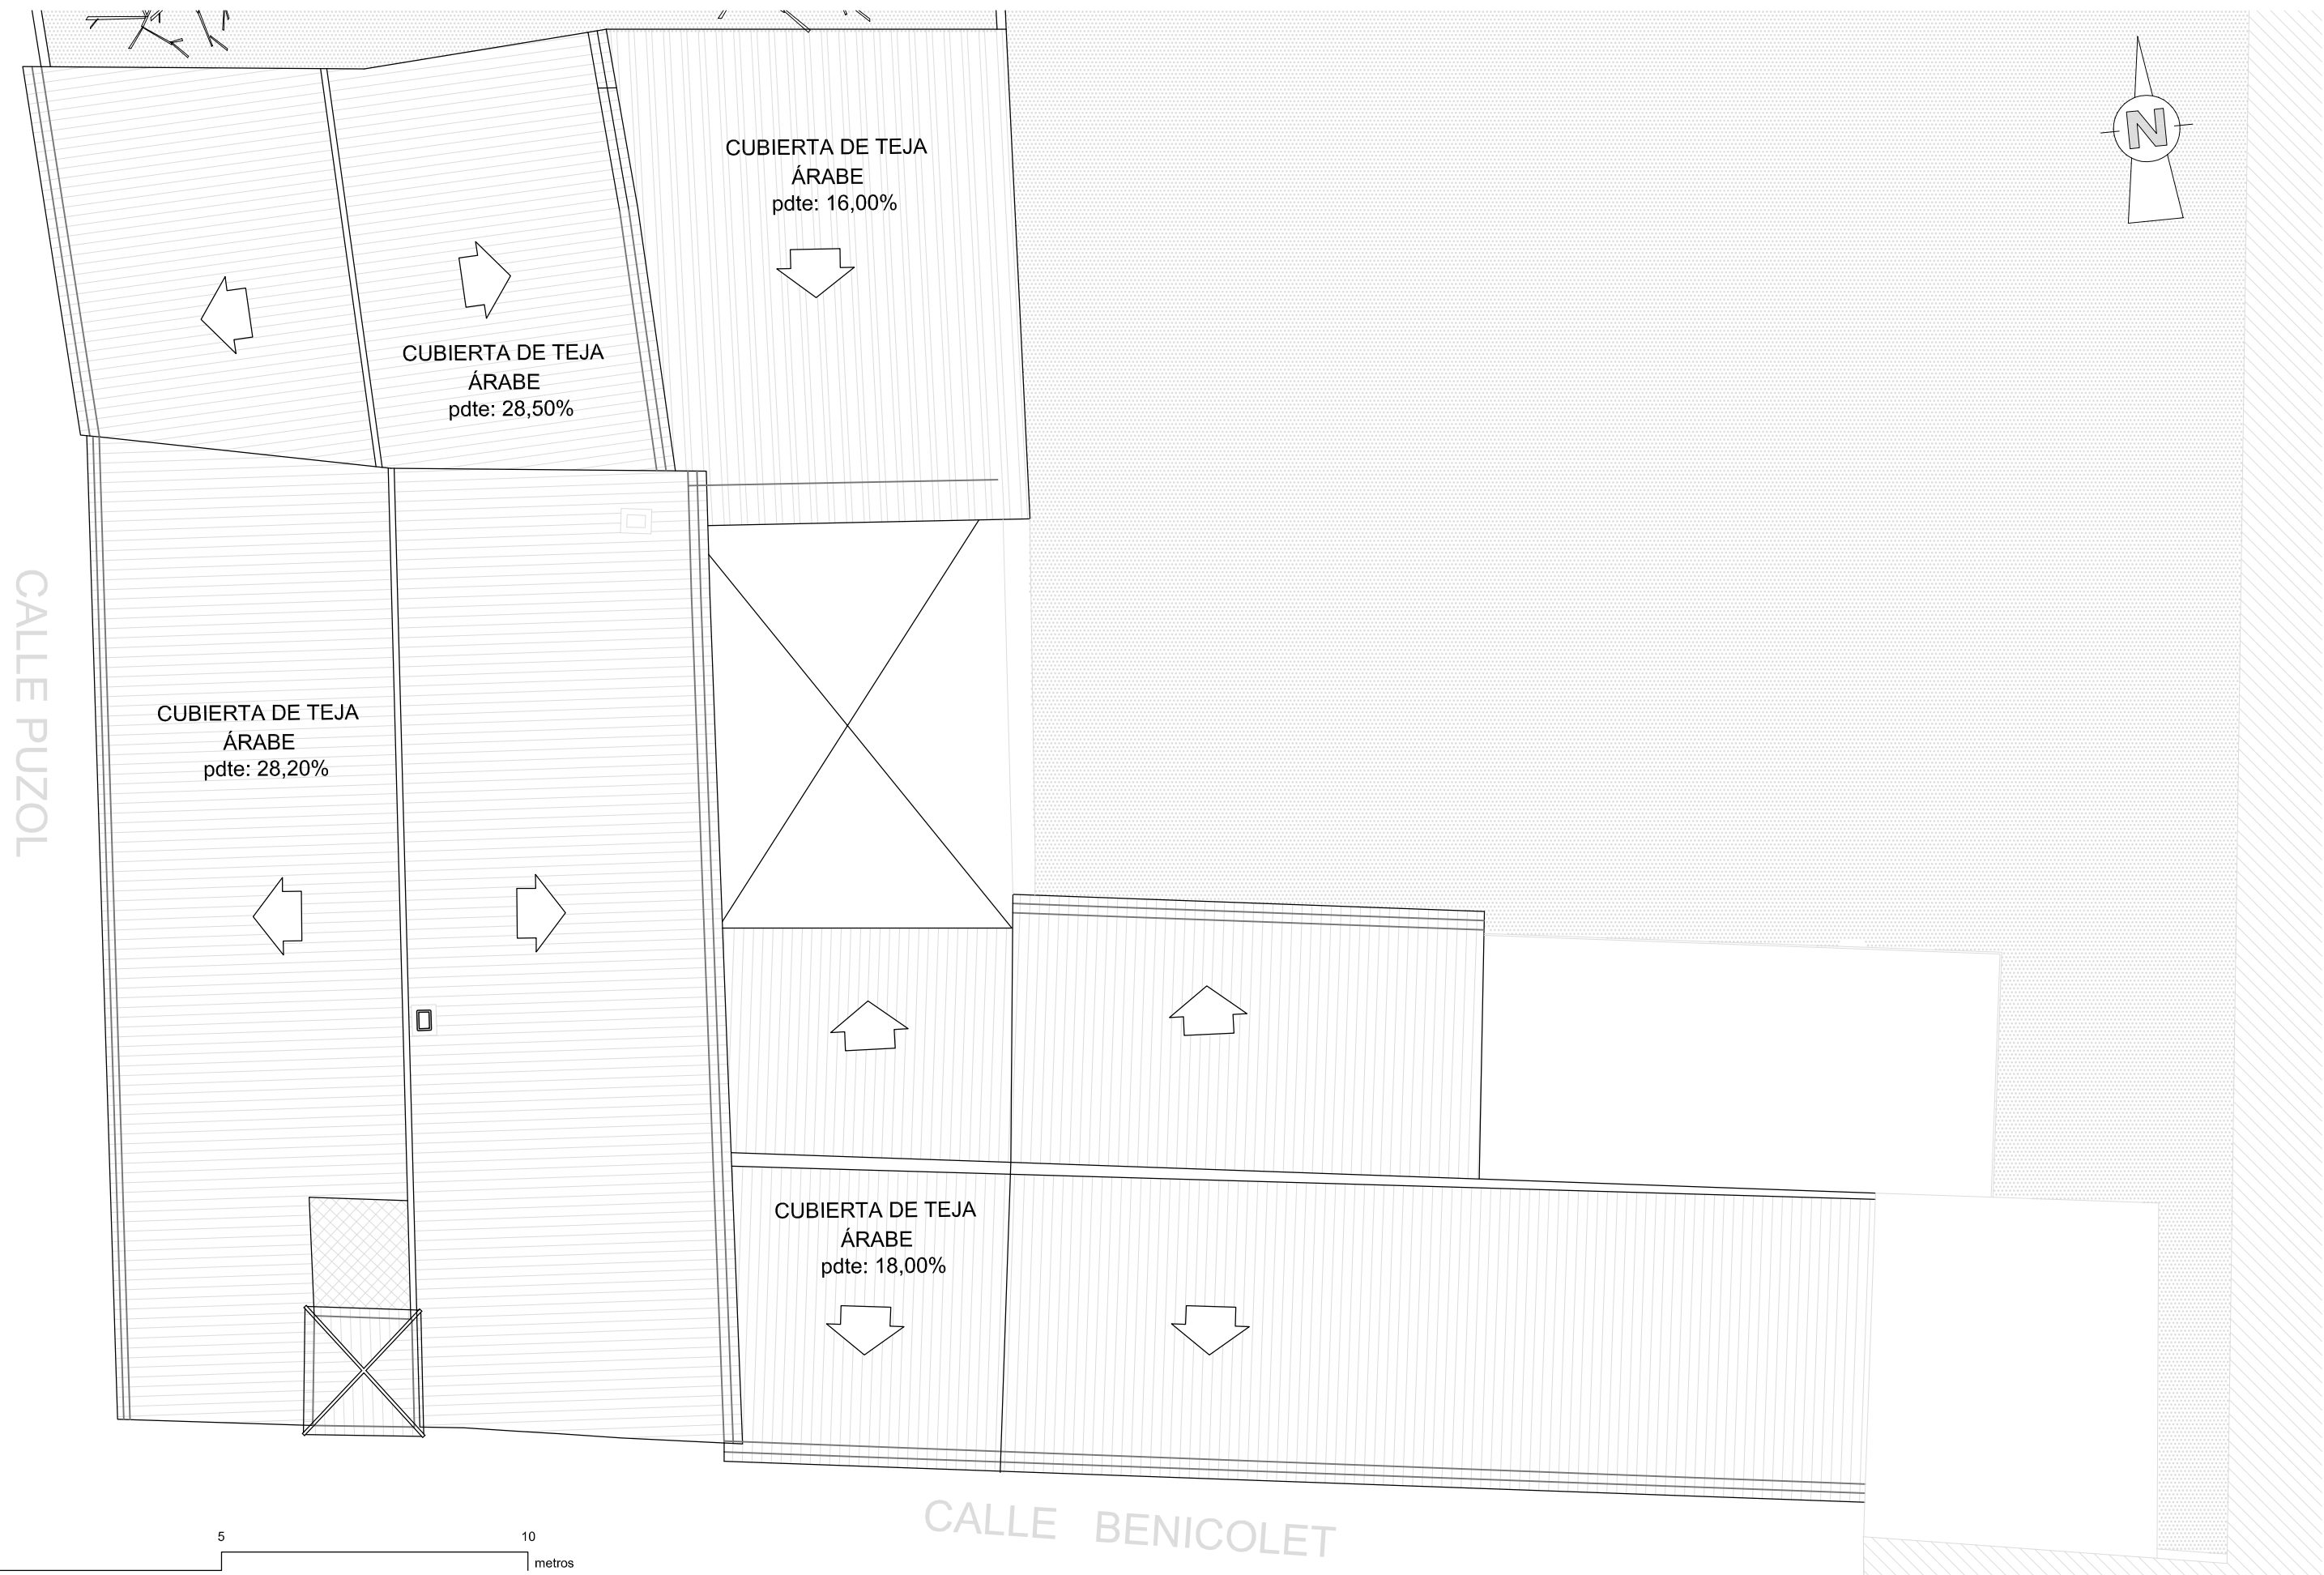 N
CUBIERTA DE TEJA
ÁRABE
pdte: 16,00%
CUBIERTA DE TEJA
ÁRABE
pdte: 28,50%
CALLE PUZOL
CUBIERTA DE TEJA
ÁRABE
pdte: 28,20%
CUBIERTA DE TEJA
ÁRABE
pdte: 18,00%
CALLE BENICOLET
5 10
metros